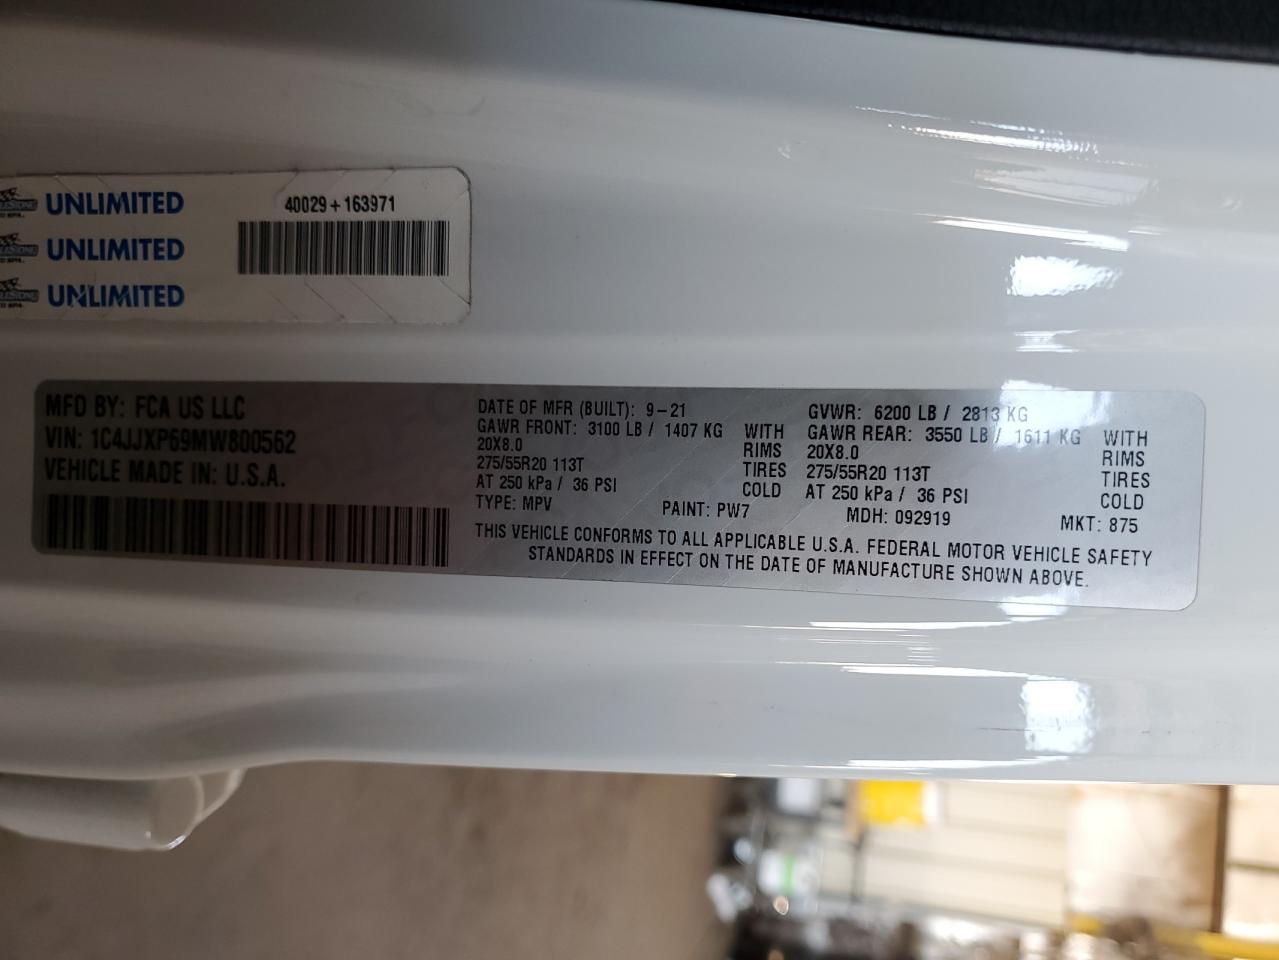 UNLIMITED
UNLIMITED
UNLIMITED
40029+163971
MFD BY: FCA US LLC
VIN: 1C4JJXP69MW800562
VEHICLE MADE IN: U.S.A.
DATE OF MFR (BUILT): 9-21
GAWR FRONT: 3100 LB / 1407 KG WITH
20X8.0 RIMS
275/55R20 113T TIRES
AT 250 kPa / 36 PSI COLD
TYPE: MPV PAINT: PW7
GVWR: 6200 LB / 2813 KG
GAWR REAR: 3550 LB / 1611 KG WITH
20X8.0 RIMS
275/55R20 113T TIRES
AT 250 kPa / 36 PSI COLD
MDH: 092919 MKT: 875
THIS VEHICLE CONFORMS TO ALL APPLICABLE U.S.A. FEDERAL MOTOR VEHICLE SAFETY
STANDARDS IN EFFECT ON THE DATE OF MANUFACTURE SHOWN ABOVE.